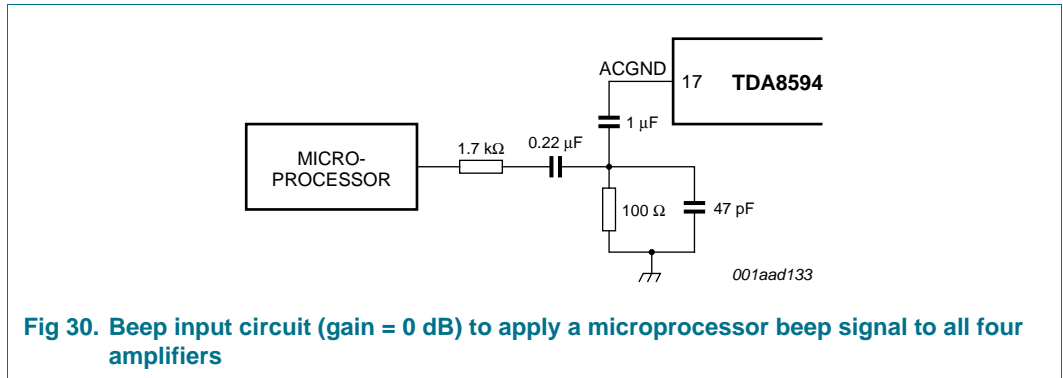 ACGND
17 TDA8594
1 μF
0.22 μF
1.7 kΩ
MICRO-
PROCESSOR
100 Ω
47 pF
001aad133
Fig 30. Beep input circuit (gain = 0 dB) to apply a microprocessor beep signal to all four
amplifiers